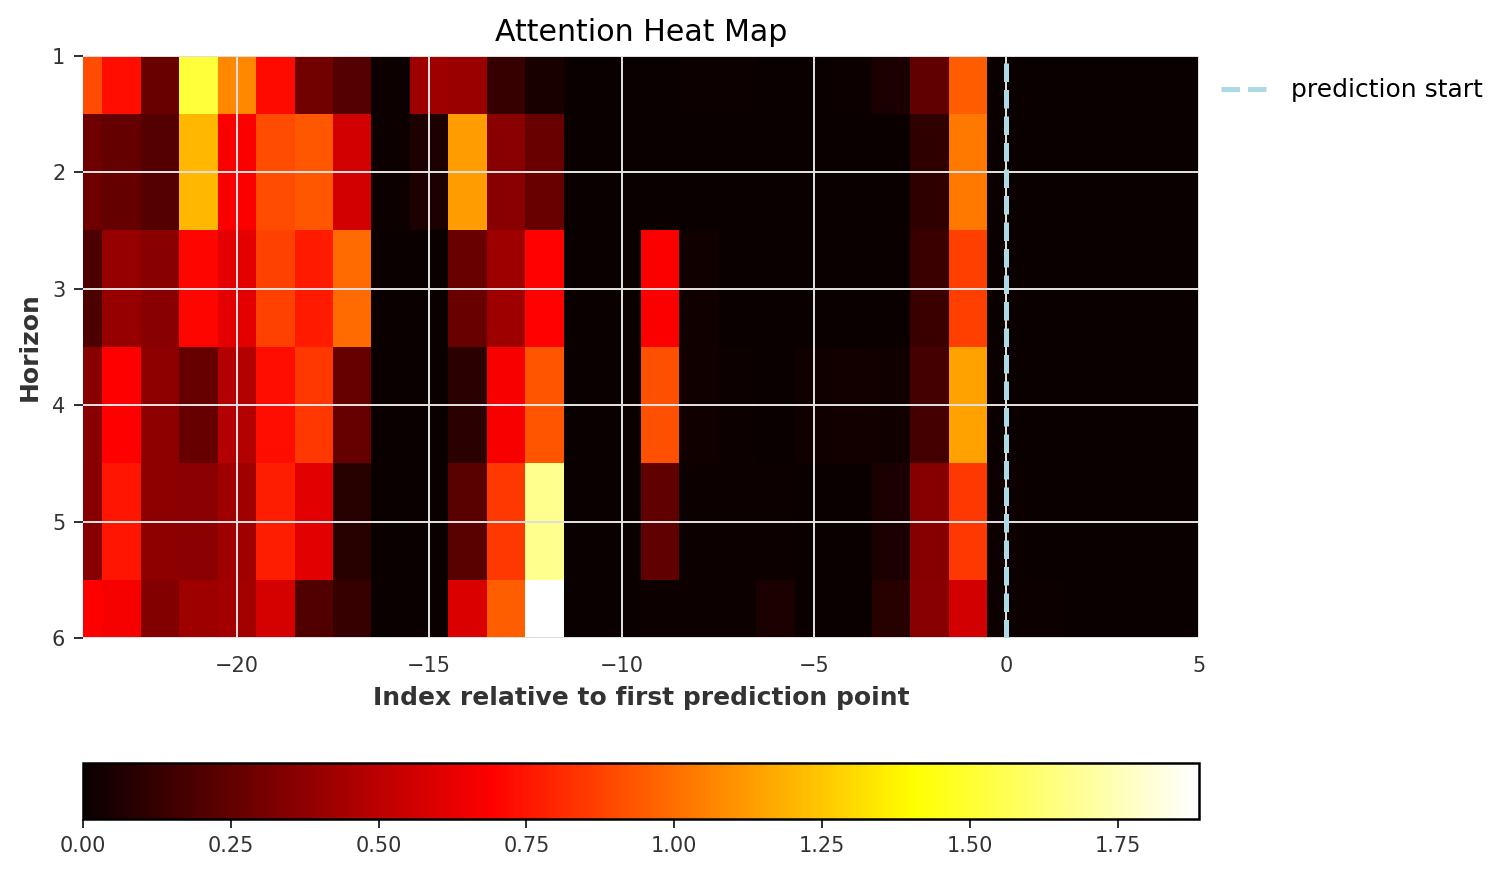 Attention Heat Map
prediction start
Horizon
1
2
3
4
5
6
−20 −15 −10 −5 0 5
Index relative to first prediction point
0.00 0.25 0.50 0.75 1.00 1.25 1.50 1.75